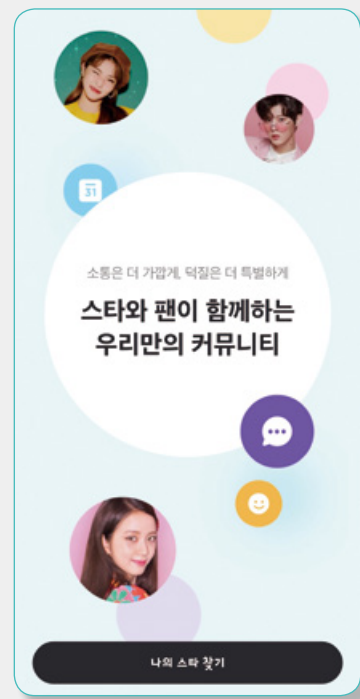 31
소통은 더 가깝게, 덕질은 더 특별하게
스타와 팬이 함께하는
우리만의 커뮤니티
나의 스타 찾기